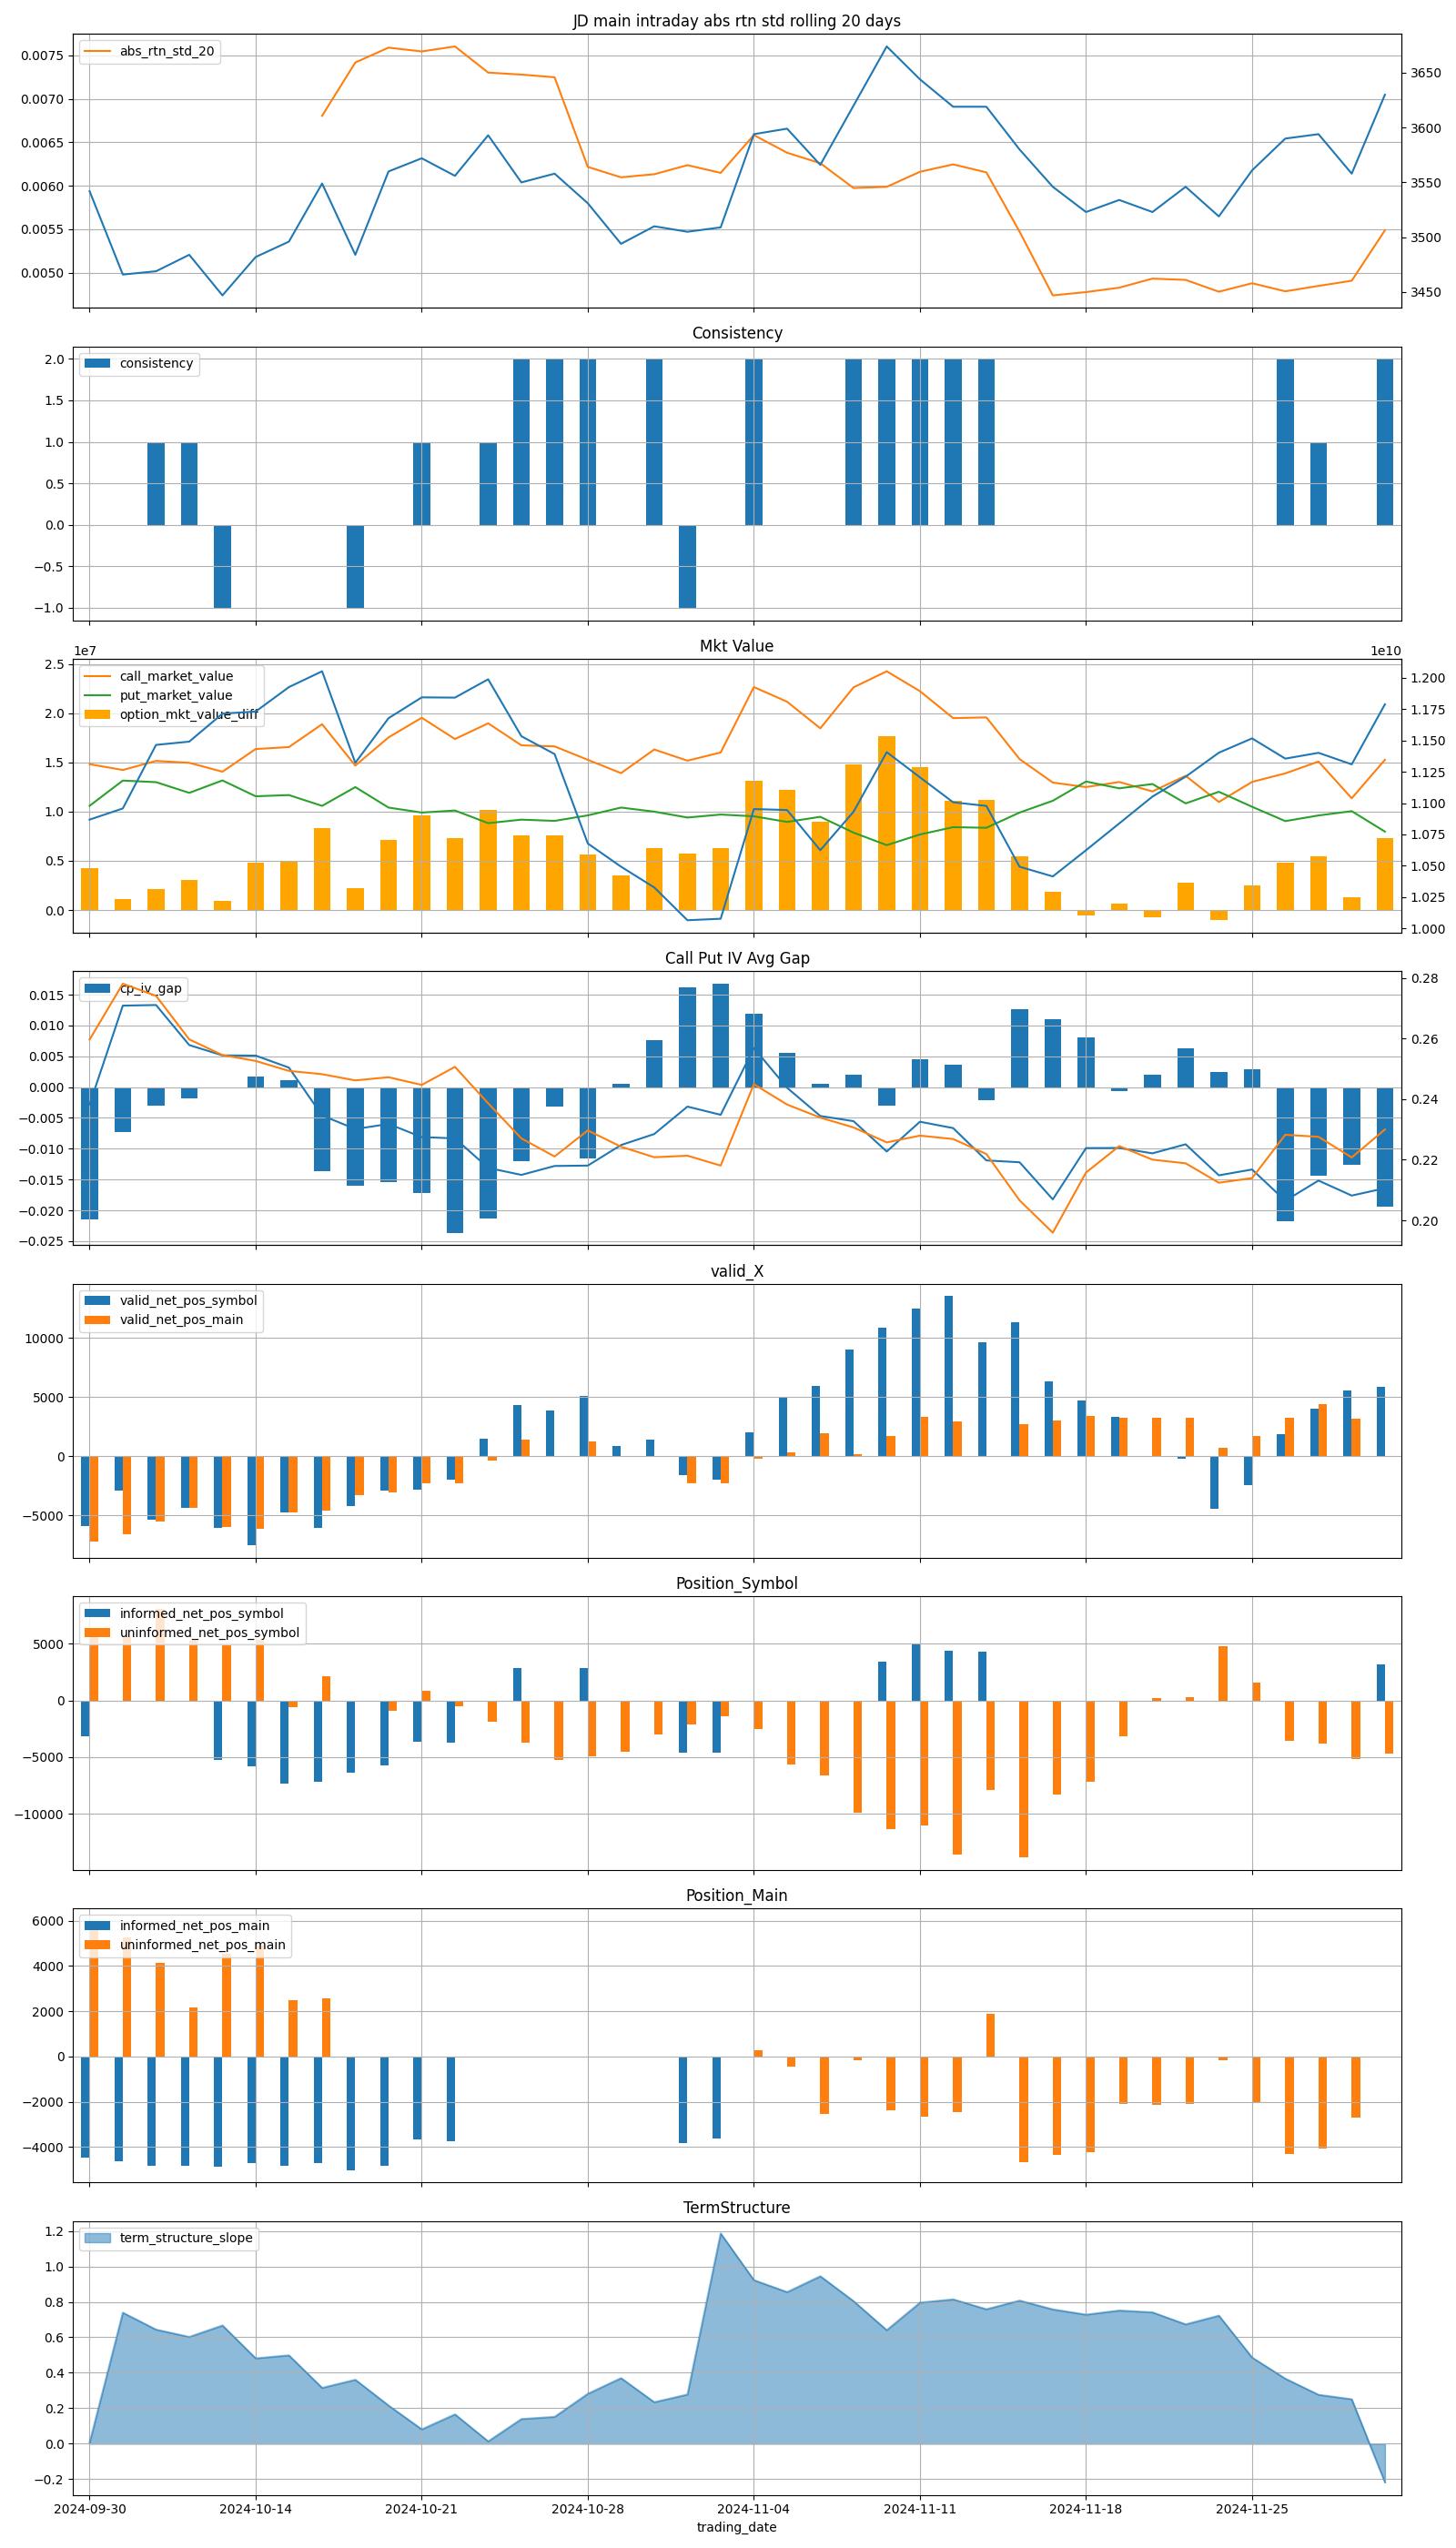 JD main intraday abs rtn std rolling 20 days
abs_rtn_std_20
0.0075
0.0070
0.0065
0.0060
0.0055
0.0050
3650
3600
3550
3500
3450
Consistency
consistency
2.0
1.5
1.0
0.5
0.0
−0.5
−1.0
Mkt Value
1e7
1e10
call_market_value
put_market_value
option_mkt_value_diff
2.5
2.0
1.5
1.0
0.5
0.0
1.200
1.175
1.150
1.125
1.100
1.075
1.050
1.025
1.000
Call Put IV Avg Gap
cp_iv_gap
0.015
0.010
0.005
0.000
−0.005
−0.010
−0.015
−0.020
−0.025
0.28
0.26
0.24
0.22
0.20
valid_X
valid_net_pos_symbol
valid_net_pos_main
10000
5000
0
−5000
Position_Symbol
informed_net_pos_symbol
uninformed_net_pos_symbol
5000
0
−5000
−10000
Position_Main
informed_net_pos_main
uninformed_net_pos_main
6000
4000
2000
0
−2000
−4000
TermStructure
term_structure_slope
1.2
1.0
0.8
0.6
0.4
0.2
0.0
−0.2
2024-09-30 2024-10-14 2024-10-21 2024-10-28 2024-11-04 2024-11-11 2024-11-18 2024-11-25
trading_date